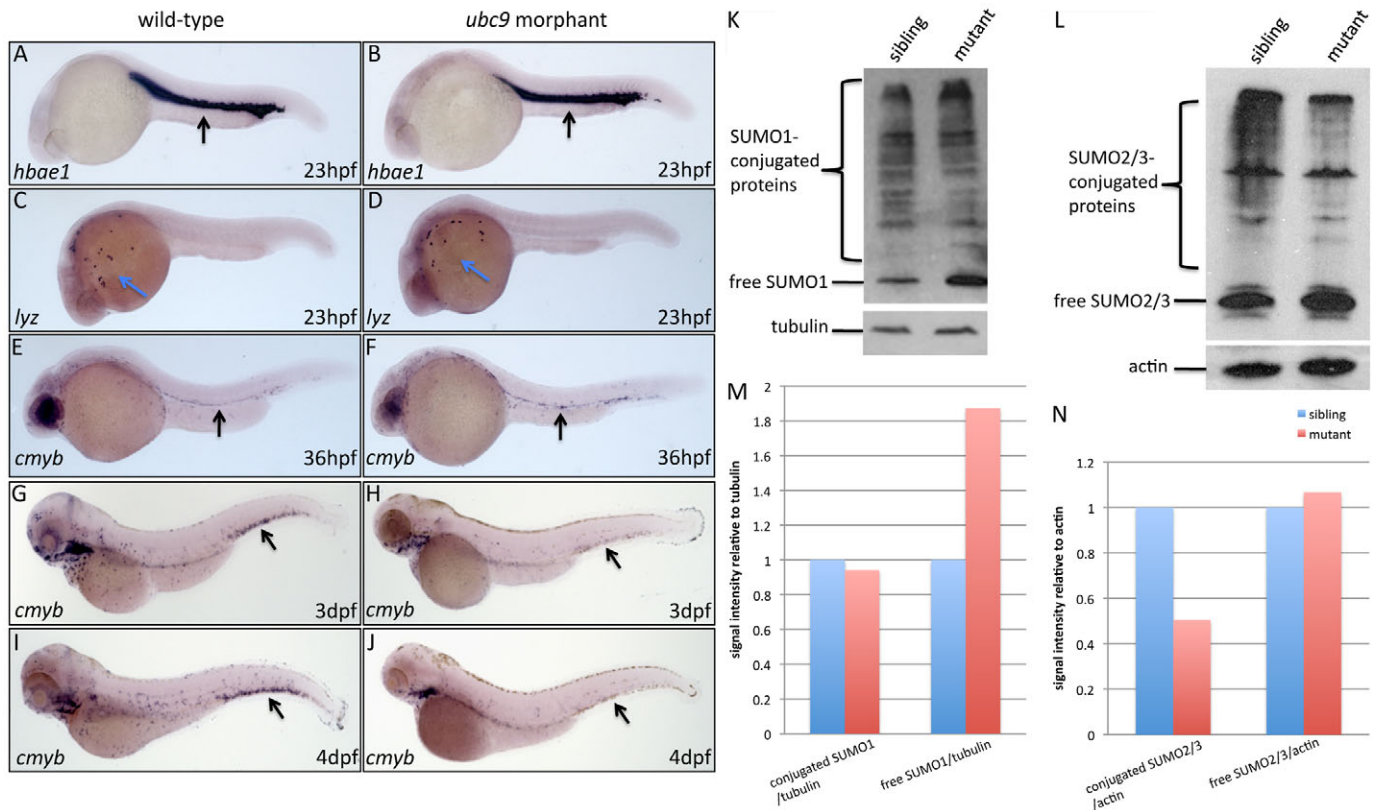 wild-type
ubc9 morphant
A
hbae1
23hpf
B
hbae1
23hpf
C
lyz
23hpf
D
lyz
23hpf
E
cmyb
36hpf
F
cmyb
36hpf
G
cmyb
3dpf
H
cmyb
3dpf
I
cmyb
4dpf
J
cmyb
4dpf
K
sibling
mutant
SUMO1-
conjugated
proteins
free SUMO1
tubulin
L
sibling
mutant
SUMO2/3-
conjugated
proteins
free SUMO2/3
actin
M
signal intensity relative to tubulin
2
1.8
1.6
1.4
1.2
1
0.8
0.6
0.4
0.2
0
conjugated SUMO1
/tubulin
free SUMO1/tubulin
N
sibling
mutant
signal intensity relative to actin
1.2
1
0.8
0.6
0.4
0.2
0
conjugated SUMO2/3
/actin
free SUMO2/3/actin